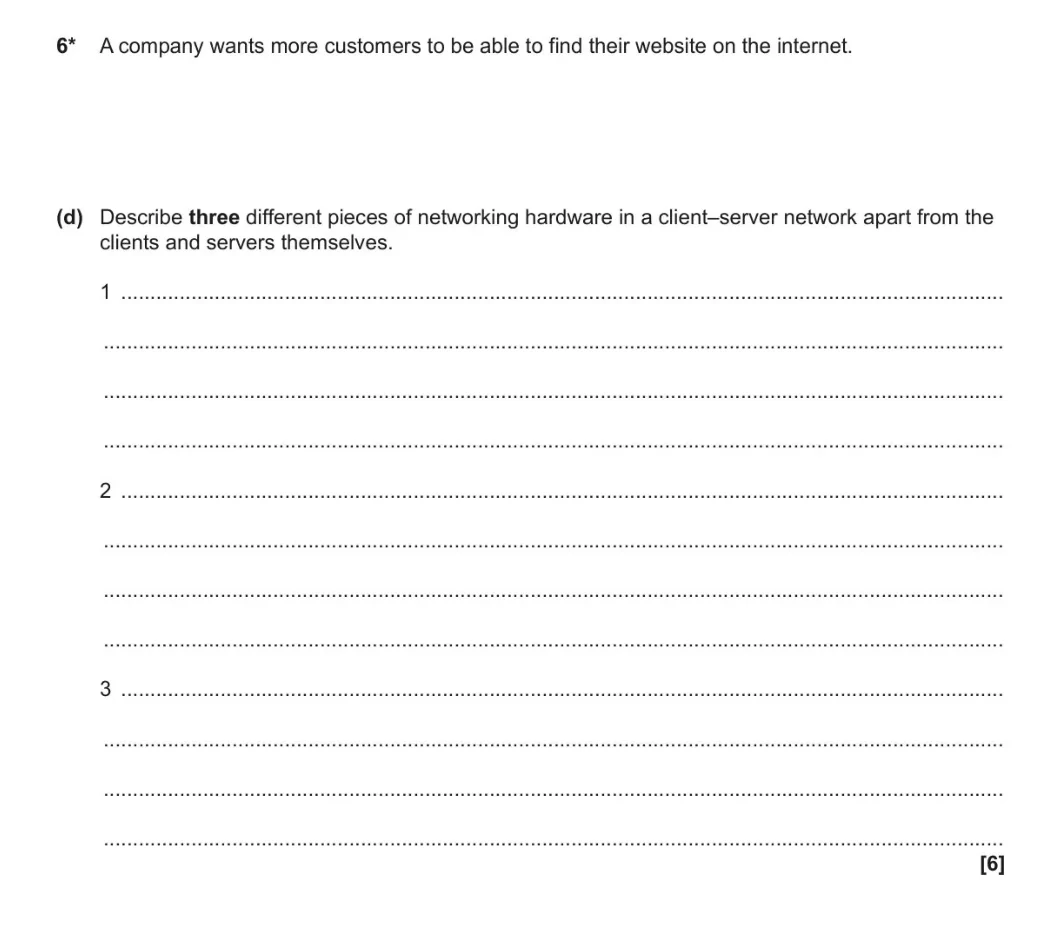 6* A company wants more customers to be able to find their website on the internet.
(d) Describe three different pieces of networking hardware in a client–server network apart from the
clients and servers themselves.
1
2
3
[6]